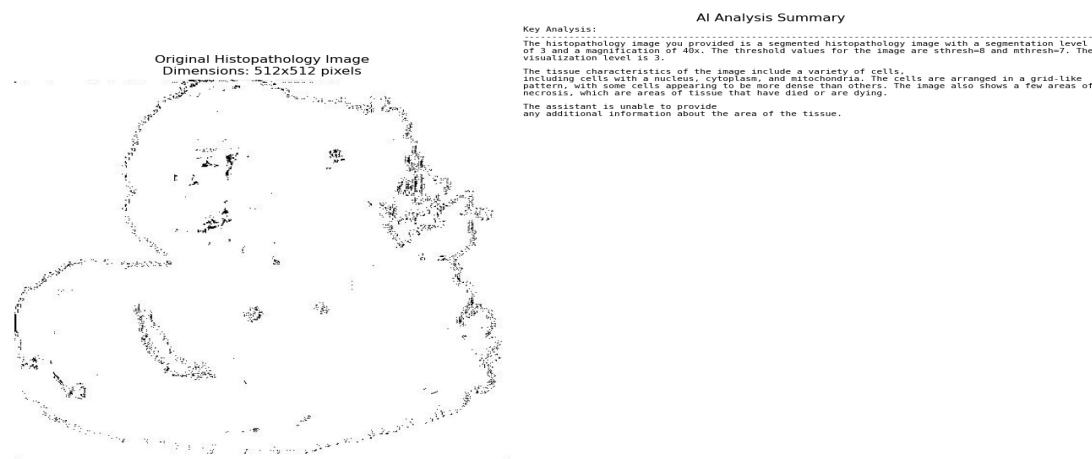 Original Histopathology Image
Dimensions: 512x512 pixels
AI Analysis Summary
Key Analysis:
The histopathology image you provided is a segmented histopathology image with a segmentation level
of 3 and a magnification of 40x. The threshold values for the image are sthresh=8 and mthresh=7. The
visualization level is 3.
The tissue characteristics of the image include a variety of cells,
including cells with a nucleus, cytoplasm, and mitochondria. The cells are arranged in a grid-like
pattern, with some cells appearing to be more dense than others. The image also shows a few areas of
necrosis, which are areas of tissue that have died or are dying.
The assistant is unable to provide
any additional information about the area of the tissue.